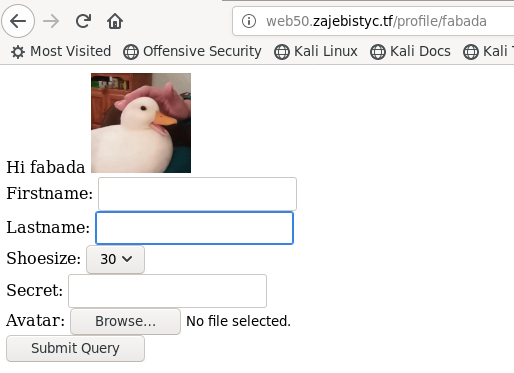 web50.zajebistyc.tf/profile/fabada
Most Visited Offensive Security Kali Linux Kali Docs Kali
Hi fabada
Firstname:
Lastname:
Shoesize: 30
Secret:
Avatar: Browse... No file selected.
Submit Query